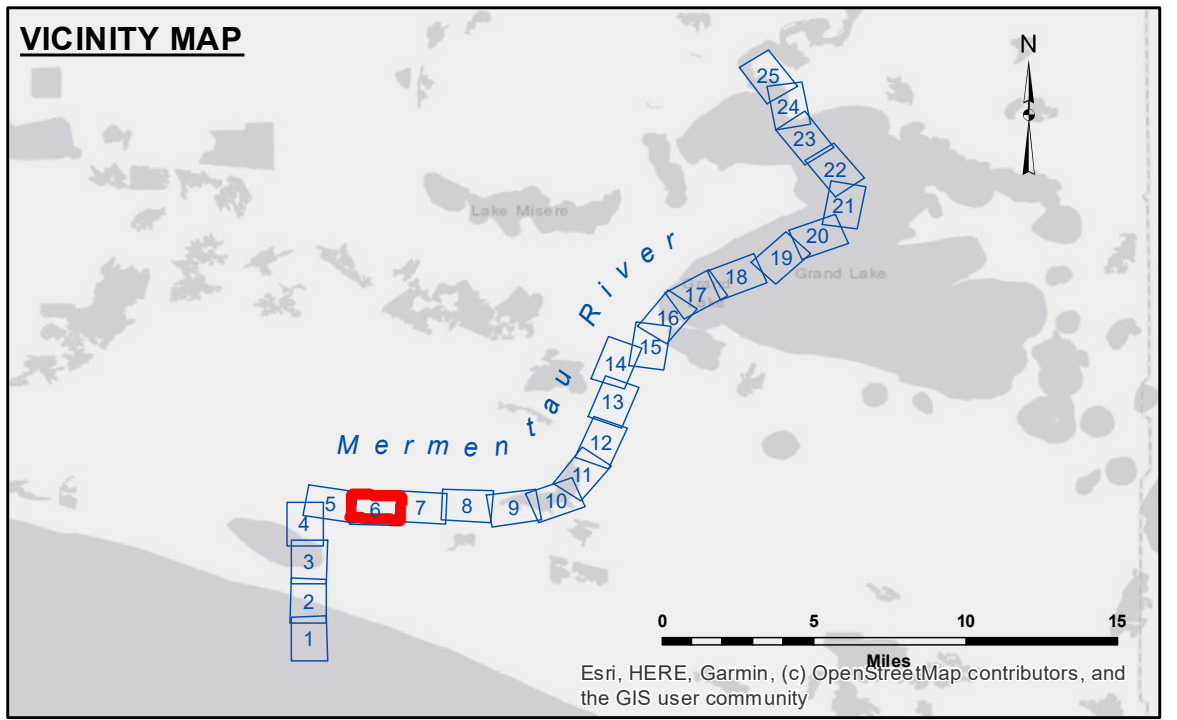 VICINITY MAP
N
25
24
23
22
21
20
19
18
17
16
15
14
13
12
11
10
9
8
7
6
5
4
3
2
1
Lake Misere
Grand Lake
Mermentau River
0 5 10 15
Miles
Esri, HERE, Garmin, (c) OpenStreetMap contributors, and
the GIS user community